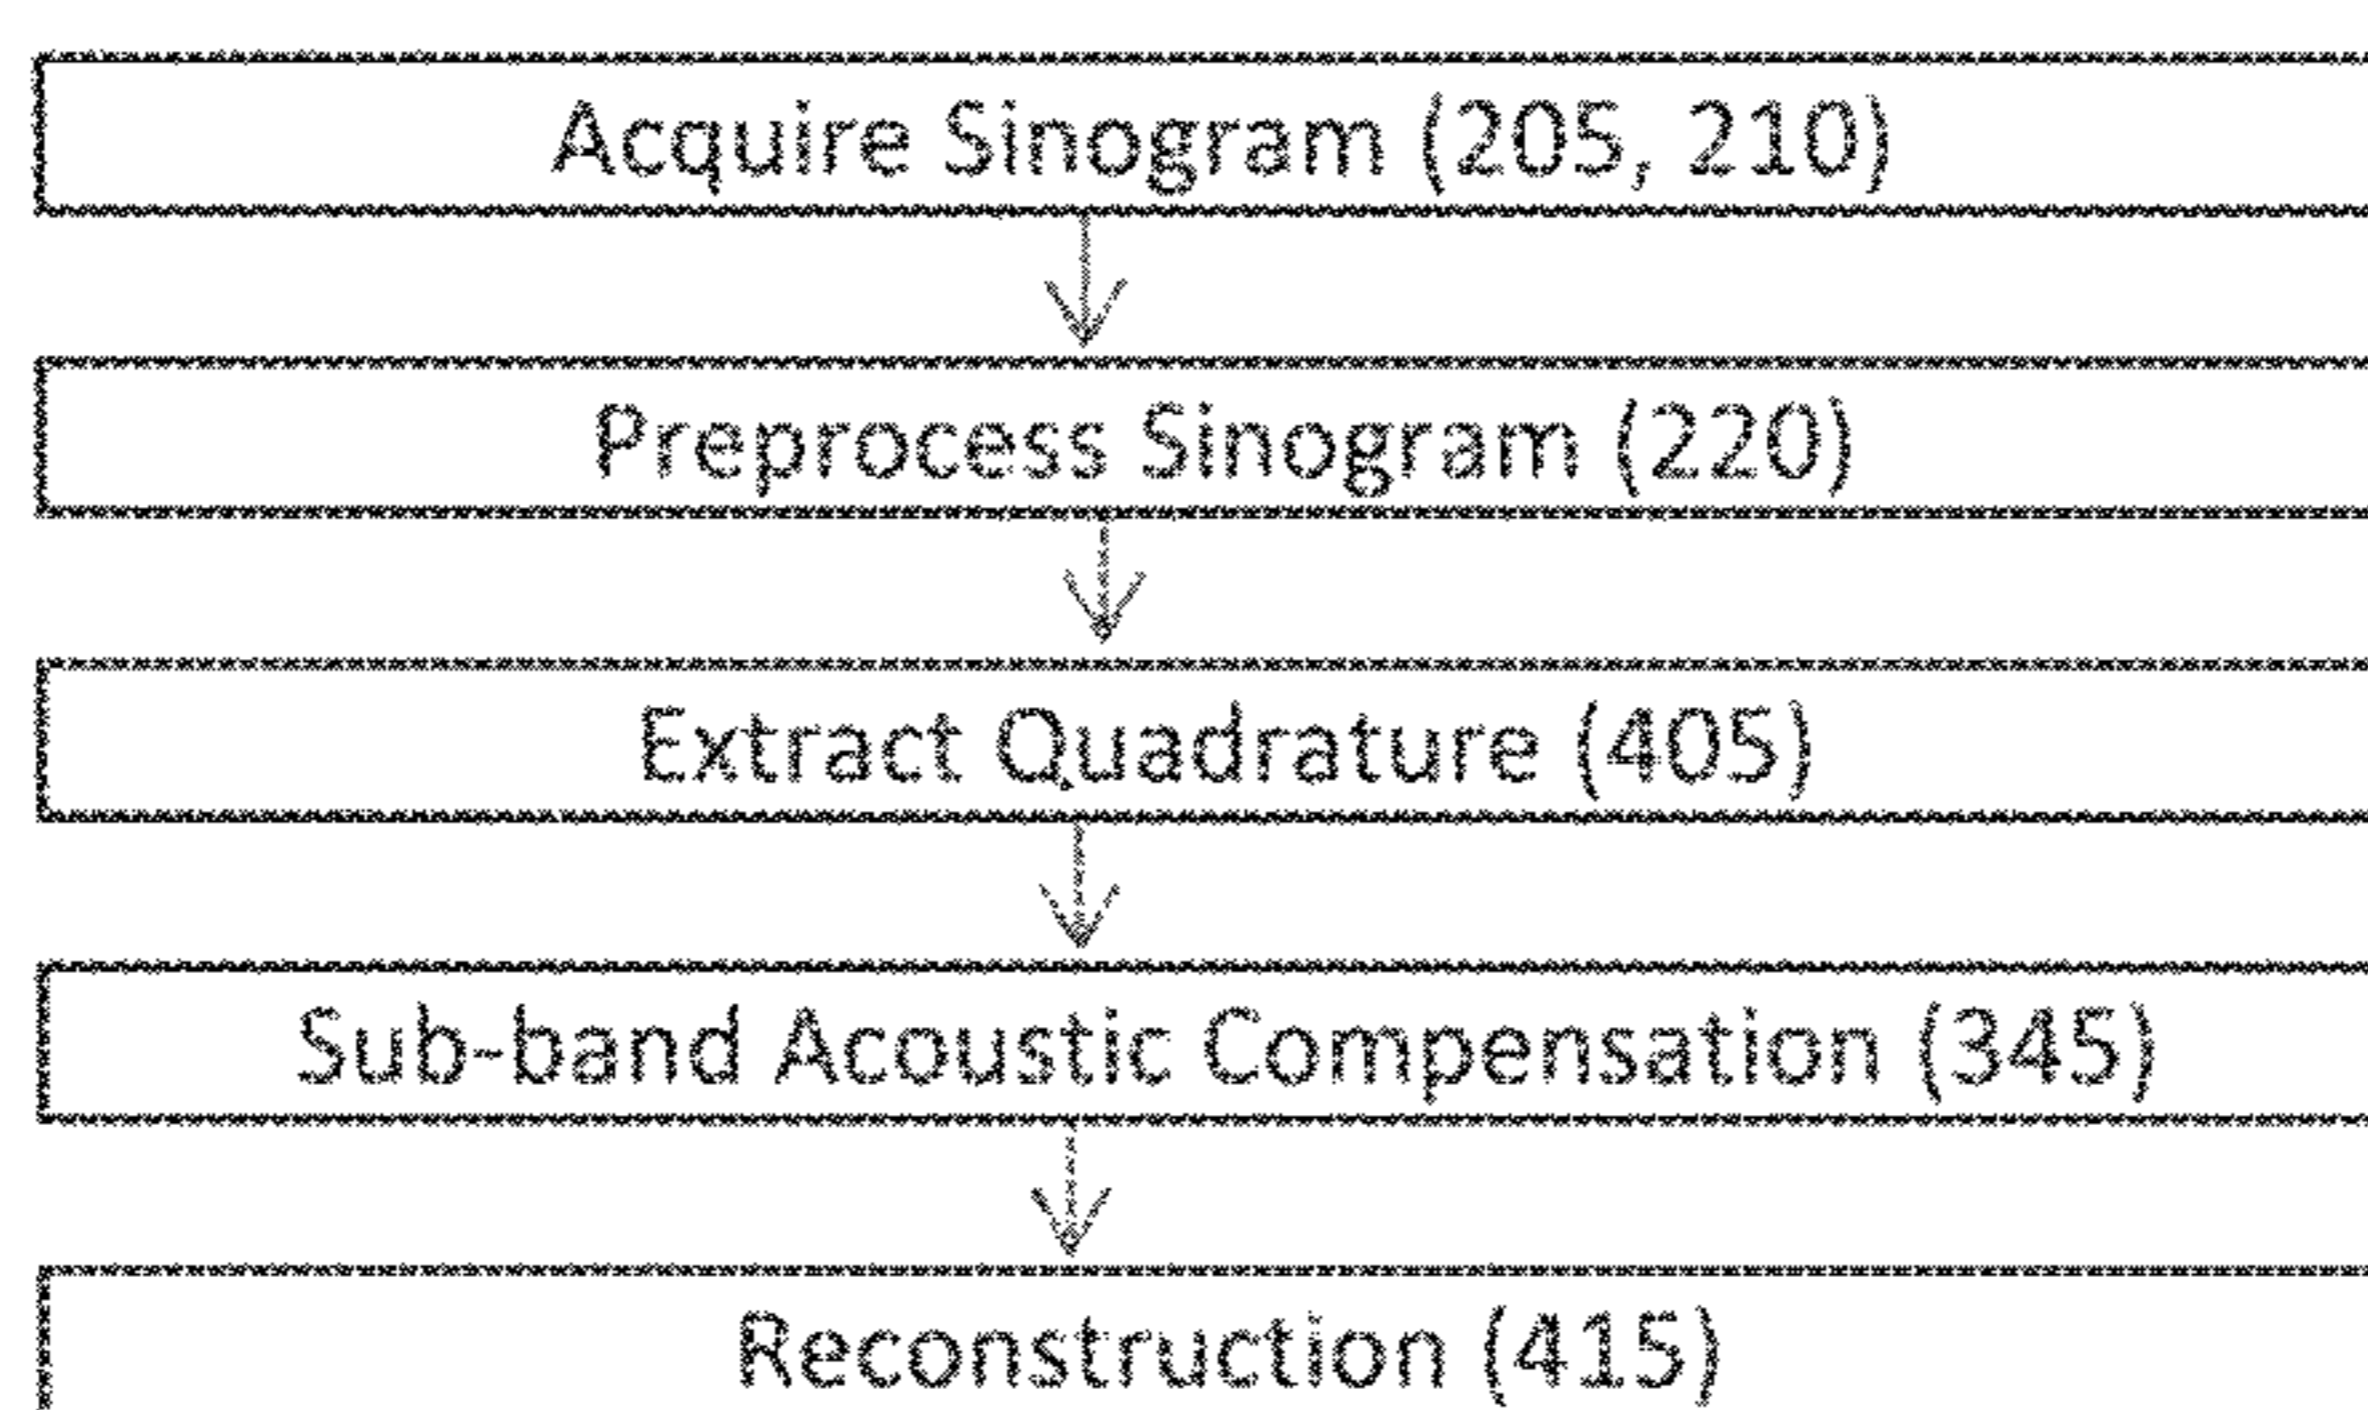 Acquire Sinogram (205, 210)
Preprocess Sinogram (220)
Extract Quadrature (405)
Sub-band Acoustic Compensation (345)
Reconstruction (415)